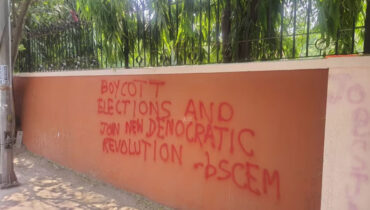 BOYCOTT
ELECTIONS AND
JOIN NEW DEMOCRATIC
REVOLUTION ~bSCEM